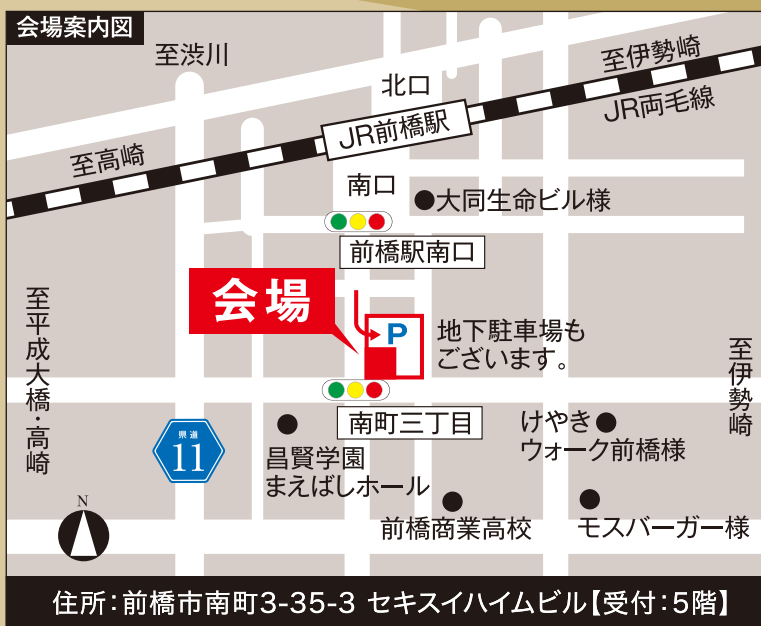 会場案内図
至渋川
至伊勢崎
北口
JR両毛線
JR前橋駅
至高崎
南口
大同生命ビル様
前橋駅南口
会場
P
地下駐車場も
ございます。
至平成大橋・高崎
至伊勢崎
南町三丁目
県道
11
昌賢学園
まえばしホール
けやき
ウォーク前橋様
N
前橋商業高校
モスバーガー様
住所:前橋市南町3-35-3 セキスイハイムビル【受付:5階】